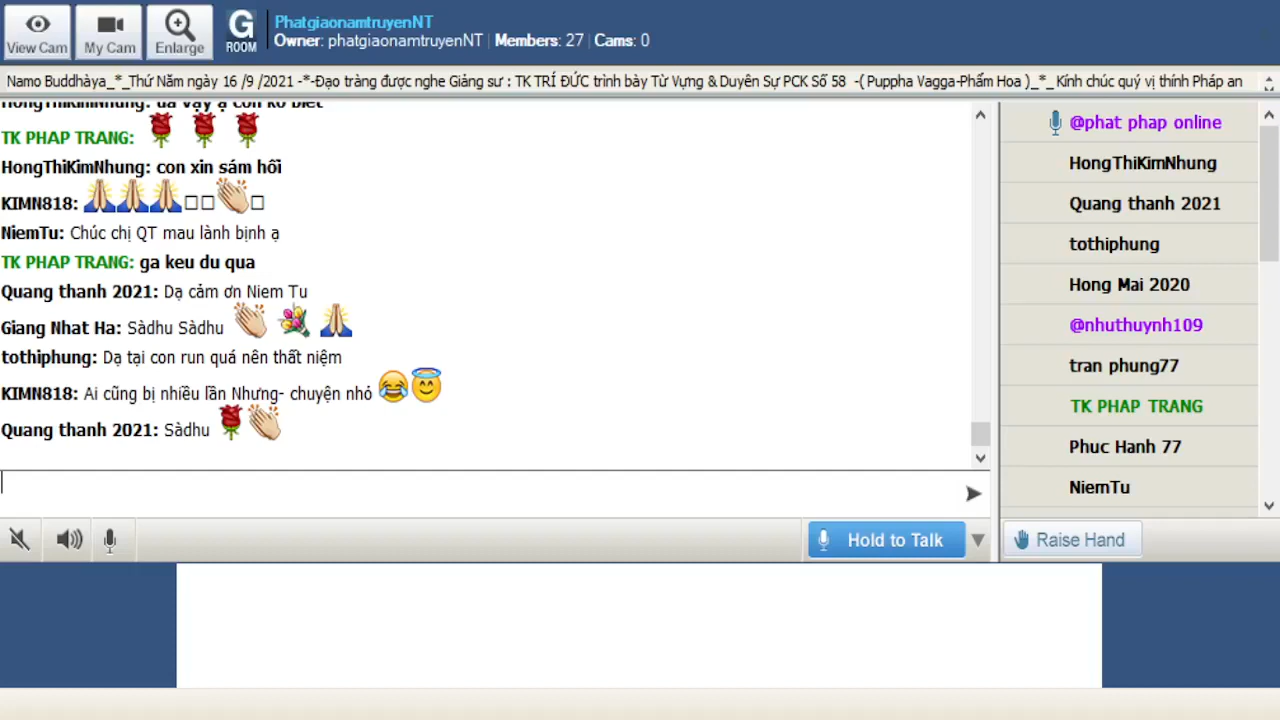 PhatgiaonamtruyenNT
Owner: phatgiaonamtruyenNT | Members: 27 | Cams: 0
View Cam
My Cam
Enlarge
G ROOM
Namo Buddhàya_*_Thứ Năm ngày 16 /9 /2021 -*-Đạo tràng được nghe Giảng sư : TK TRÍ ĐỨC trình bày Từ Vựng & Duyên Sự PCK Số 58 -( Puppha Vagga-Phẩm Hoa )_*_ Kính chúc quý vị thính Pháp an
HongThiKimNhung: ủa vậy ạ con ko biết
TK PHAP TRANG:
HongThiKimNhung: con xin sám hối
KIMN818:
NiemTu: Chúc chị QT mau lành bịnh ạ
TK PHAP TRANG: ga keu du qua
Quang thanh 2021: Dạ cảm ơn Niem Tu
Giang Nhat Ha: Sàdhu Sàdhu
tothiphung: Dạ tại con run quá nên thất niệm
KIMN818: Ai cũng bị nhiều lần Nhưng- chuyện nhỏ
Quang thanh 2021: Sàdhu
@phat phap online
HongThiKimNhung
Quang thanh 2021
tothiphung
Hong Mai 2020
@nhuthuynh109
tran phung77
TK PHAP TRANG
Phuc Hanh 77
NiemTu
Hold to Talk
Raise Hand